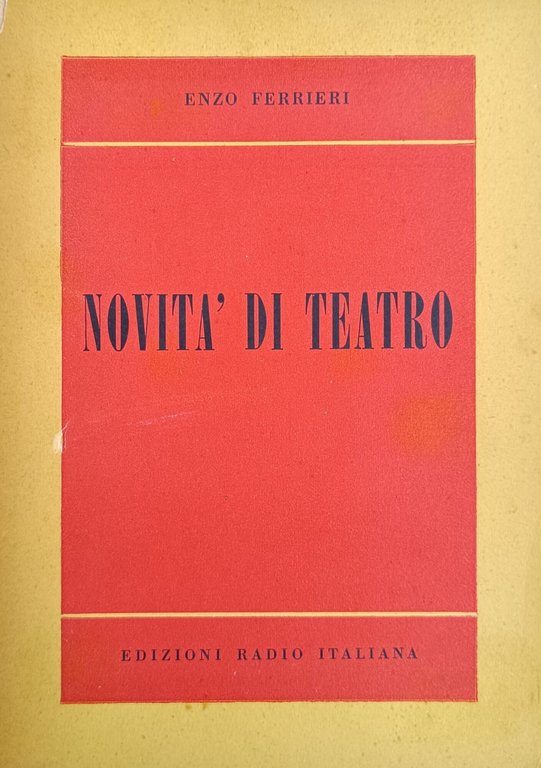 ENZO FERRIERI
NOVITA' DI TEATRO
EDIZIONI RADIO ITALIANA